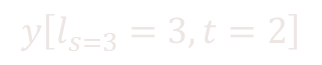 y[l_{s=3} = 3, t = 2]